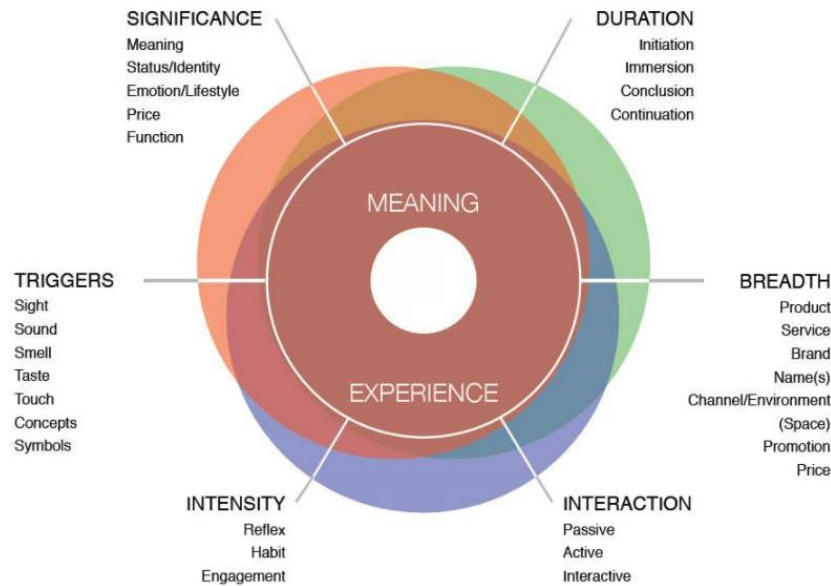 SIGNIFICANCE
Meaning
Status/Identity
Emotion/Lifestyle
Price
Function
DURATION
Initiation
Immersion
Conclusion
Continuation
MEANING
EXPERIENCE
TRIGGERS
Sight
Sound
Smell
Taste
Touch
Concepts
Symbols
BREADTH
Product
Service
Brand
Name(s)
Channel/Environment
(Space)
Promotion
Price
INTENSITY
Reflex
Habit
Engagement
INTERACTION
Passive
Active
Interactive